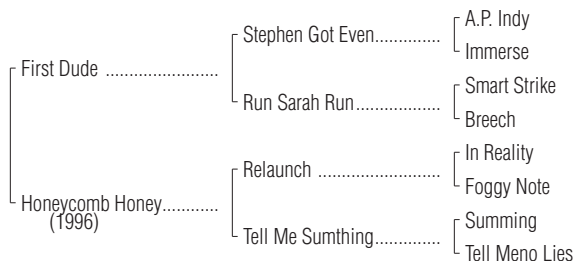 A.P. Indy
Stephen Got Even..............
Immerse
First Dude ........................
Smart Strike
Run Sarah Run..................
Breech
In Reality
Relaunch ..........................
Foggy Note
Honeycomb Honey............
(1996)
Summing
Tell Me Sumthing..............
Tell Meno Lies